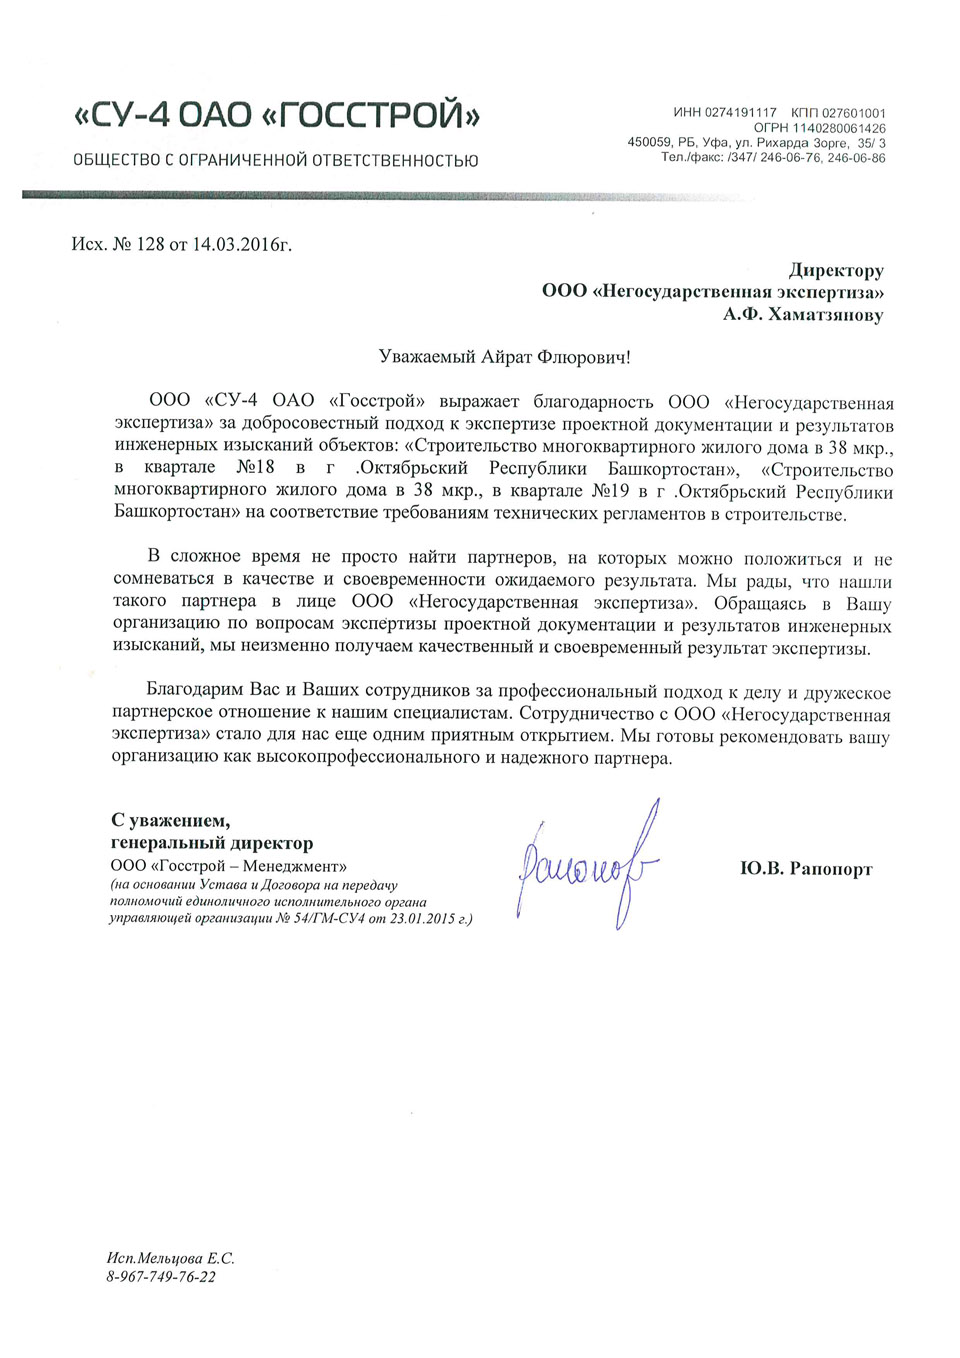 «СУ-4 ОАО «ГОССТРОЙ»
ОБЩЕСТВО С ОГРАНИЧЕННОЙ ОТВЕТСТВЕННОСТЬЮ
ИНН 0274191117 КПП 027601001
ОГРН 1140280061426
450059, РБ, Уфа, ул. Рихарда Зорге, 35/ 3
Тел./факс: /347/ 246-06-76, 246-06-86
Исх. № 128 от 14.03.2016г.
Директору
ООО «Негосударственная экспертиза»
А.Ф. Хаматзянову
Уважаемый Айрат Флюрович!
ООО «СУ-4 ОАО «Госстрой» выражает благодарность ООО «Негосударственная
экспертиза» за добросовестный подход к экспертизе проектной документации и результатов
инженерных изысканий объектов: «Строительство многоквартирного жилого дома в 38 мкр.,
в квартале №18 в г .Октябрьский Республики Башкортостан», «Строительство
многоквартирного жилого дома в 38 мкр., в квартале №19 в г .Октябрьский Республики
Башкортостан» на соответствие требованиям технических регламентов в строительстве.
В сложное время не просто найти партнеров, на которых можно положиться и не
сомневаться в качестве и своевременности ожидаемого результата. Мы рады, что нашли
такого партнера в лице ООО «Негосударственная экспертиза». Обращаясь в Вашу
организацию по вопросам экспертизы проектной документации и результатов инженерных
изысканий, мы неизменно получаем качественный и своевременный результат экспертизы.
Благодарим Вас и Ваших сотрудников за профессиональный подход к делу и дружеское
партнерское отношение к нашим специалистам. Сотрудничество с ООО «Негосударственная
экспертиза» стало для нас еще одним приятным открытием. Мы готовы рекомендовать вашу
организацию как высокопрофессионального и надежного партнера.
С уважением,
генеральный директор
ООО «Госстрой – Менеджмент»
(на основании Устава и Договора на передачу
полномочий единоличного исполнительного органа
управляющей организации № 54/ГМ-СУ4 от 23.01.2015 г.)
Ю.В. Рапопорт
Исп.Мельцова Е.С.
8-967-749-76-22